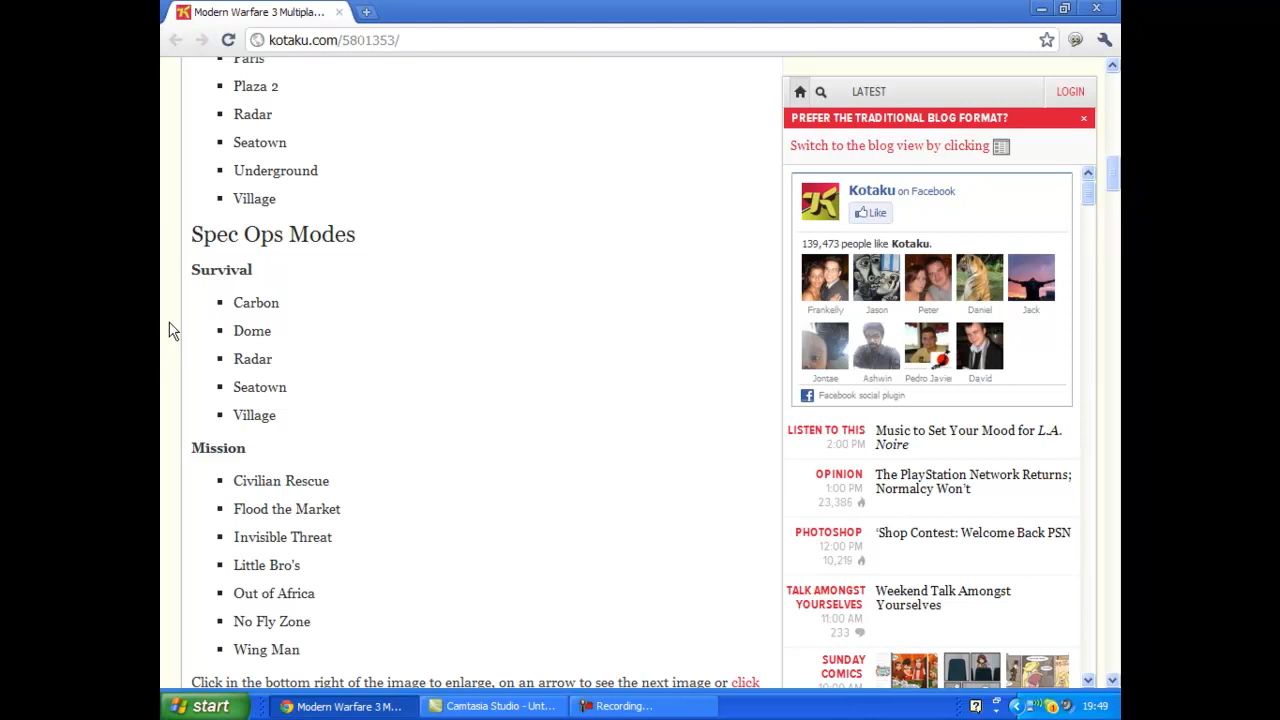 Modern Warfare 3 Multipla...
kotaku.com/5801353/
Paris
Plaza 2
Radar
Seatown
Underground
Village
Spec Ops Modes
Survival
Carbon
Dome
Radar
Seatown
Village
Mission
Civilian Rescue
Flood the Market
Invisible Threat
Little Bro's
Out of Africa
No Fly Zone
Wing Man
Click in the bottom right of the image to enlarge, on an arrow to see the next image or click
LATEST
LOGIN
PREFER THE TRADITIONAL BLOG FORMAT?
Switch to the blog view by clicking
Kotaku on Facebook
Like
139,473 people like Kotaku.
Frankelly Jason Peter Daniel Jack
Jontae Ashwin Pedro Javier David
Facebook social plugin
LISTEN TO THIS
2:00 PM
Music to Set Your Mood for L.A.
Noire
OPINION
1:00 PM
23,386
The PlayStation Network Returns;
Normalcy Won't
PHOTOSHOP
12:00 PM
10,219
'Shop Contest: Welcome Back PSN
TALK AMONGST
YOURSELVES
11:00 AM
233
Weekend Talk Amongst
Yourselves
SUNDAY
COMICS
10:00 AM
start
Modern Warfare 3 M...
Camtasia Studio - Unt...
Recording...
19:49